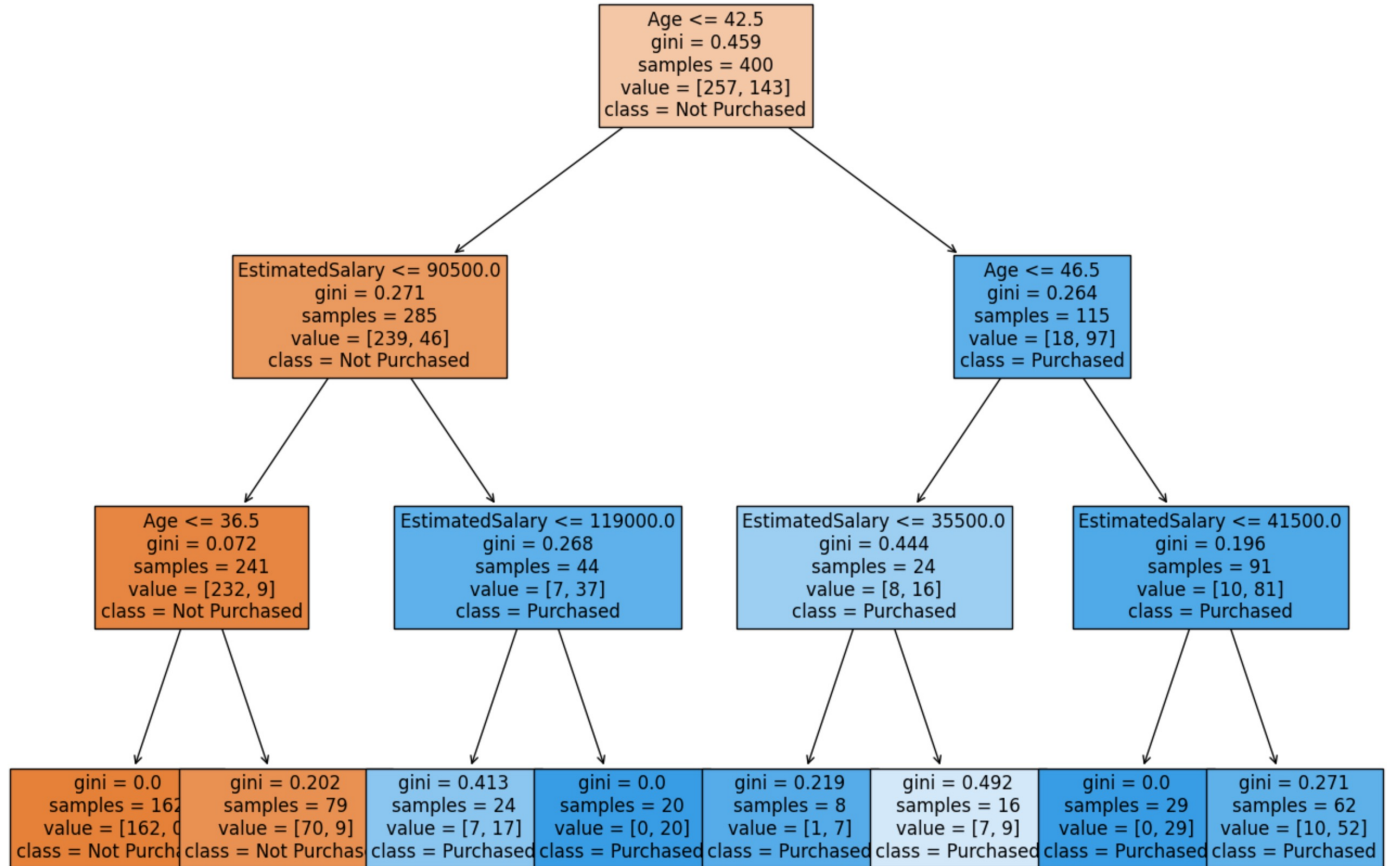 Age <= 42.5
gini = 0.459
samples = 400
value = [257, 143]
class = Not Purchased
EstimatedSalary <= 90500.0
gini = 0.271
samples = 285
value = [239, 46]
class = Not Purchased
Age <= 46.5
gini = 0.264
samples = 115
value = [18, 97]
class = Purchased
Age <= 36.5
gini = 0.072
samples = 241
value = [232, 9]
class = Not Purchased
EstimatedSalary <= 119000.0
gini = 0.268
samples = 44
value = [7, 37]
class = Purchased
EstimatedSalary <= 35500.0
gini = 0.444
samples = 24
value = [8, 16]
class = Purchased
EstimatedSalary <= 41500.0
gini = 0.196
samples = 91
value = [10, 81]
class = Purchased
gini = 0.0
samples = 162
value = [162,
class = Not
gini = 0.202
samples = 79
value = [70, 9]
class = Not
gini = 0.413
samples = 24
value = [7, 17]
class = Purchased
gini = 0.0
samples = 20
value = [0, 20]
class = Purchased
gini = 0.219
samples = 8
value = [1, 7]
class = Purchased
gini = 0.492
samples = 16
value = [7, 9]
class = Purchased
gini = 0.0
samples = 29
value = [0, 29]
class = Purchased
gini = 0.271
samples = 62
value = [10, 52]
class = Purchased